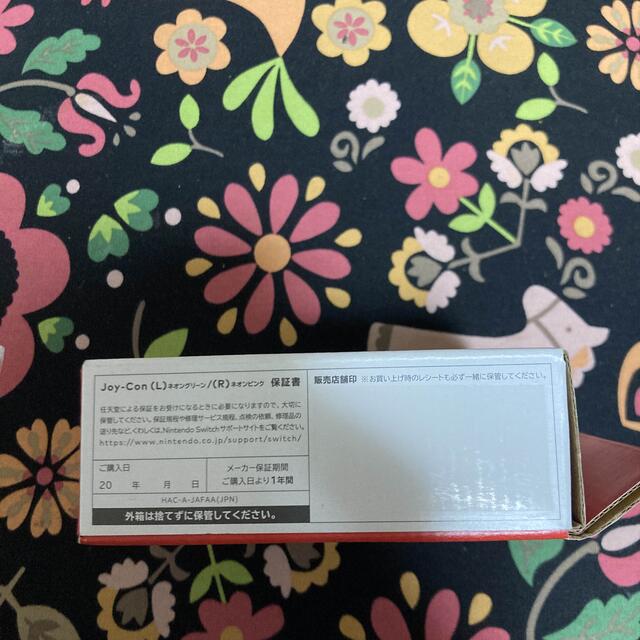 Joy-Con (L) ネオングリーン/(R) ネオンピンク 保証書
任天堂による保証をお受けになるときに必要になりますので、大切に
保管してください。保証規程や修理サービス規程、点検の依頼、修理品の
送り先など、くわしくは、Nintendo Switch サポートサイトをご覧ください。
https://www.nintendo.co.jp/support/switch/
ご購入日
20 年 月 日
メーカー保証期間
ご購入日より1年間
HAC-A-JAFAA(JPN)
外箱は捨てずに保管してください。
販売店舗印 ※お買い上げ時のレシートも必ず一緒に保管してください。